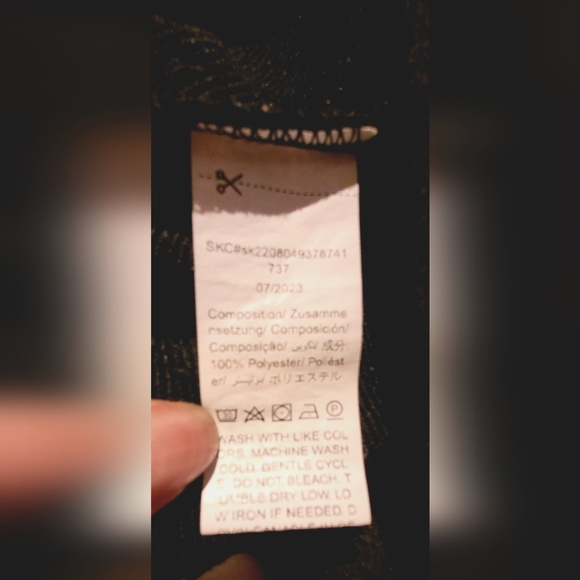 SKC#sk2208049378741
737
07/2023
Composition/ Zusamme
nsetzung/ Composición/
Composição/ تكوين 成分:
100% Polyester/ Poliést
er/ بوليستر ポリエステル
WASH WITH LIKE COL
ORS. MACHINE WASH
COLD. GENTLE CYCL
E. DO NOT BLEACH. T
UMBLE DRY LOW. LO
W IRON IF NEEDED. D